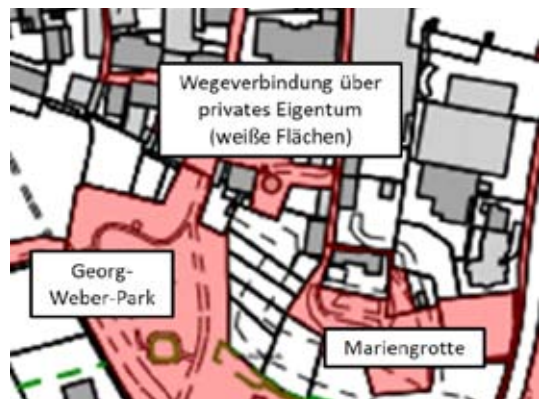 Wegeverbindung über
privates Eigentum
(weiße Flächen)
Georg-
Weber-Park
Mariengrotte